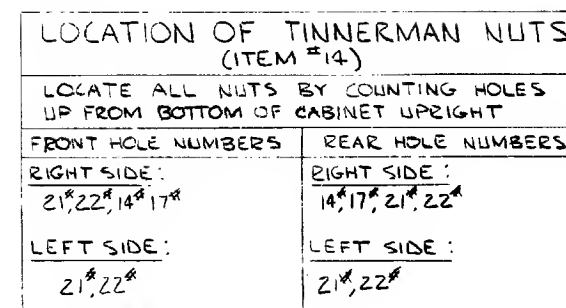 LOCATION OF TINNERMAN NUTS
(ITEM #14)
LOCATE ALL NUTS BY COUNTING HOLES
UP FROM BOTTOM OF CABINET UPRIGHT
FRONT HOLE NUMBERS
RIGHT SIDE:
21*,22*,14*17*
LEFT SIDE:
21*,22*
REAR HOLE NUMBERS
RIGHT SIDE:
14*,17*,21*,22*
LEFT SIDE:
21*,22*